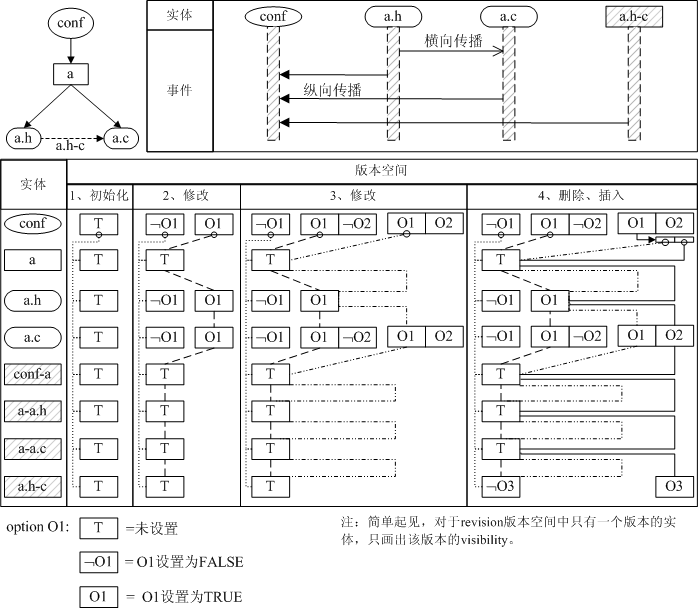 conf
a
a.h
a.c
a.h-c
实体 conf a.h a.c a.h-c
事件
横向传播
纵向传播
实体
版本空间
1、初始化 2、修改 3、修改 4、删除、插入
conf T ¬O1 O1 ¬O1 O1 ¬O2 O1 O2 ¬O1 O1 ¬O2 O1 O2
a T T T T
a.h T ¬O1 O1 ¬O1 O1 ¬O1 O1
a.c T ¬O1 O1 ¬O1 O1 ¬O2 O1 O2 ¬O1 O1 ¬O2 O1 O2
conf-a T T T T
a-a.h T T T T
a-a.c T T T T
a.h-c T T T ¬O3 O3
option O1: T =未设置
¬O1 = O1设置为FALSE
O1 = O1设置为TRUE
注：简单起见，对于revision版本空间中只有一个版本的实
体，只画出该版本的visibility。